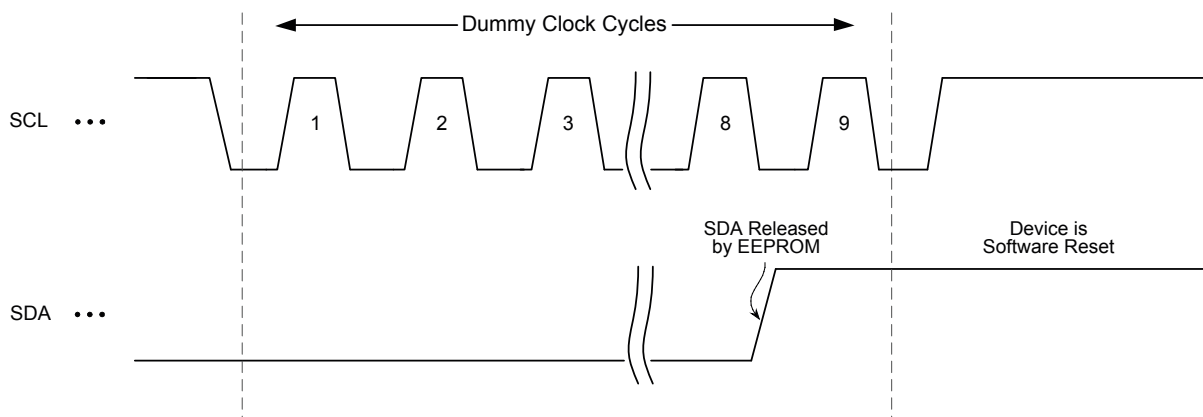 Dummy Clock Cycles
SCL •••
1 2 3 8 9
SDA Released
by EEPROM
Device is
Software Reset
SDA •••